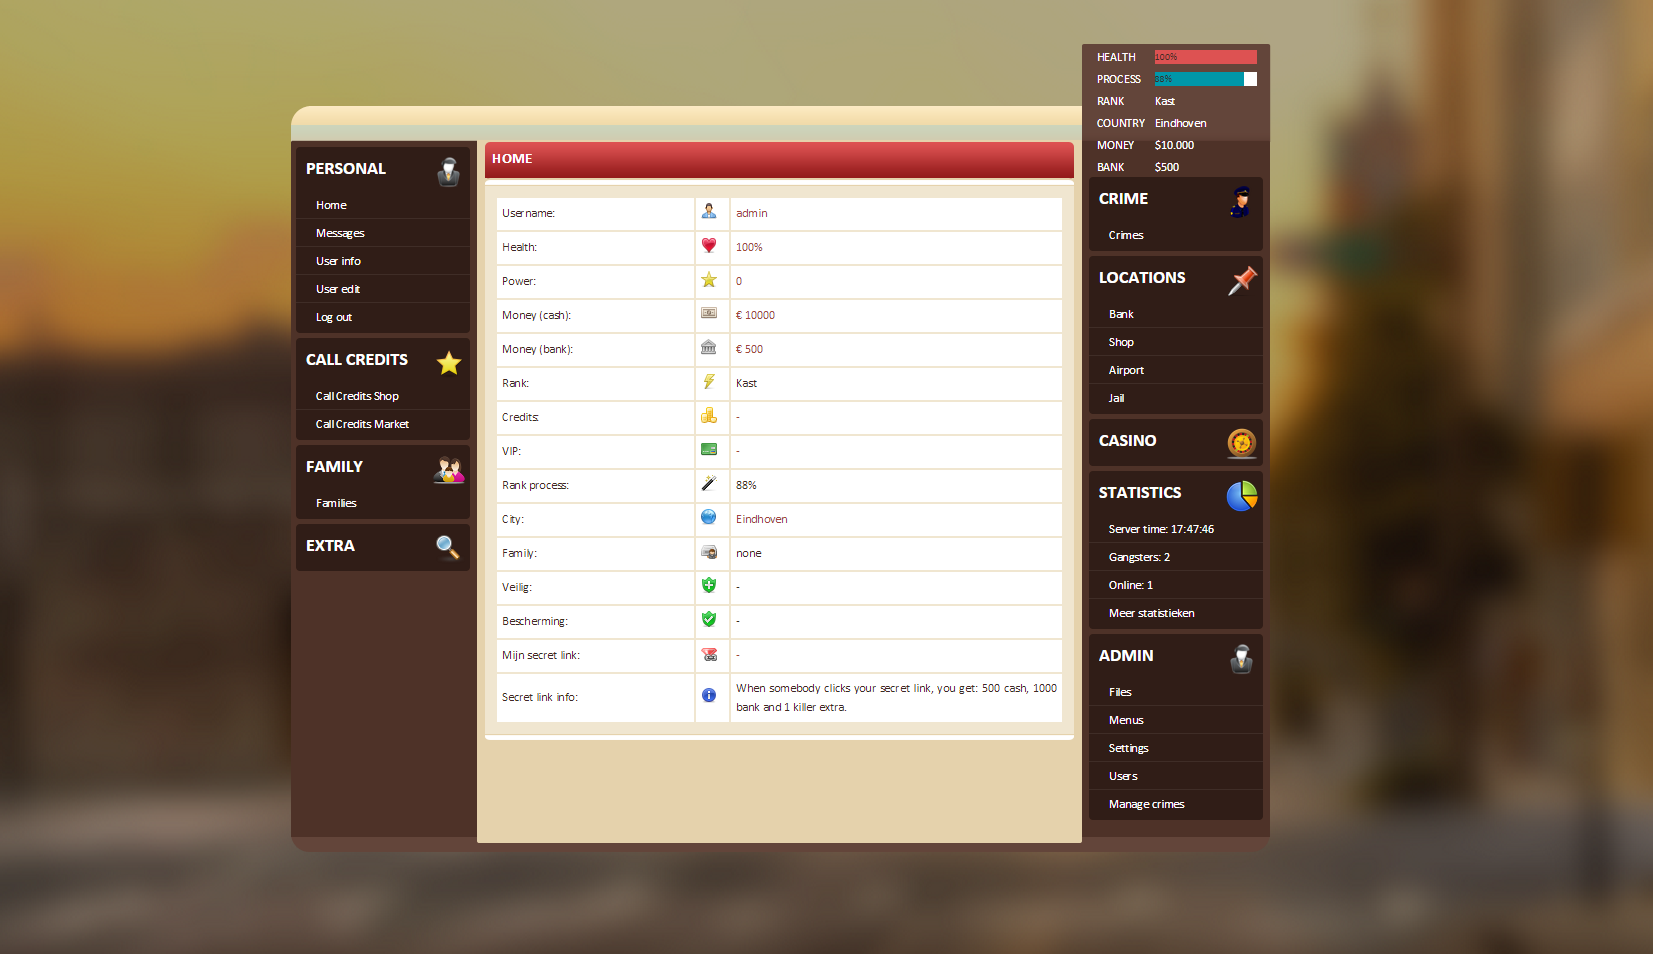 HEALTH 100%
PROCESS 88%
RANK Kast
COUNTRY Eindhoven
MONEY $10.000
BANK $500
PERSONAL
Home
Messages
User info
User edit
Log out
CALL CREDITS
Call Credits Shop
Call Credits Market
FAMILY
Families
EXTRA
HOME
Username: admin
Health: 100%
Power: 0
Money (cash): € 10000
Money (bank): € 500
Rank: Kast
Credits: -
VIP: -
Rank process: 88%
City: Eindhoven
Family: none
Veilig: -
Bescherming: -
Mijn secret link: -
Secret link info: When somebody clicks your secret link, you get: 500 cash, 1000
bank and 1 killer extra.
CRIME
Crimes
LOCATIONS
Bank
Shop
Airport
Jail
CASINO
STATISTICS
Server time: 17:47:46
Gangsters: 2
Online: 1
Meer statistieken
ADMIN
Files
Menus
Settings
Users
Manage crimes